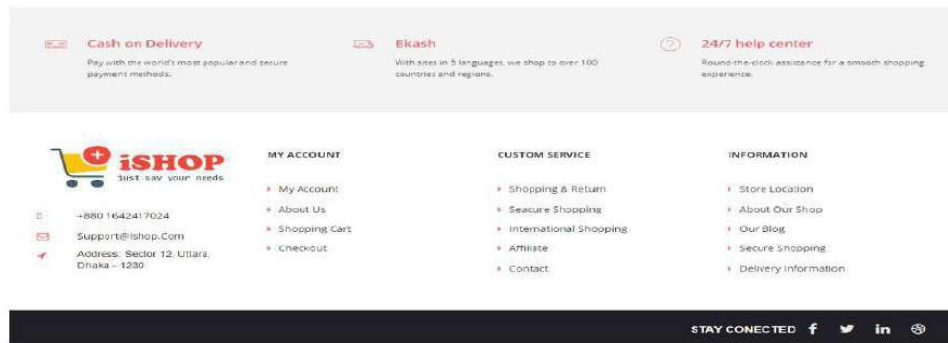 Cash on Delivery
Pay with the world's most popular and secure
payment methods.
Bkash
With sites in 5 languages, we shop to over 100
countries and regions.
24/7 help center
Round-the-clock assistance for a smooth shopping
experience.
iSHOP
Just say your needs
+880 1642417024
Support@ishop.Com
Address: Sector 12, Uttara,
Dhaka - 1230
MY ACCOUNT
My Account
About Us
Shopping Cart
Checkout
CUSTOM SERVICE
Shopping & Return
Seacure Shopping
International Shopping
Affiliate
Contact
INFORMATION
Store Location
About Our Shop
Our Blog
Secure Shopping
Delivery Information
STAY CONECTED